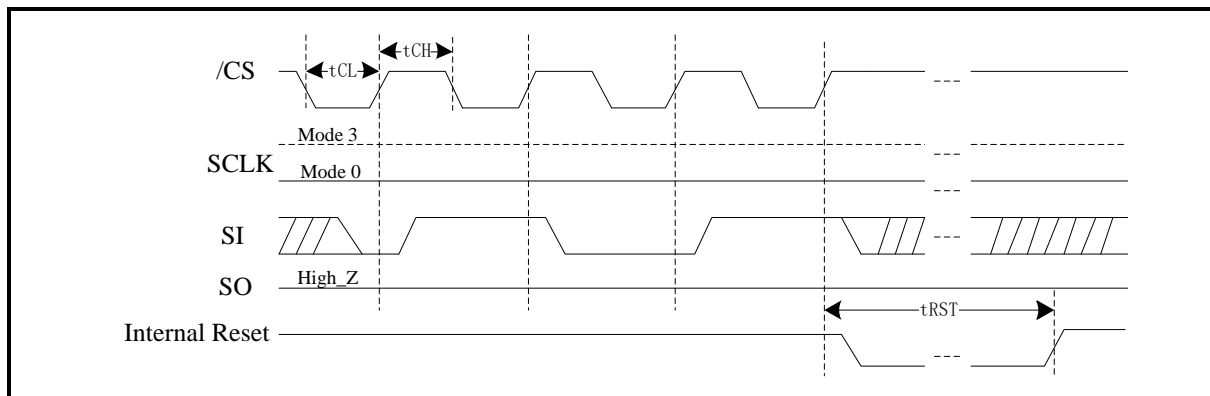 tCH
/CS
tCL
Mode 3
SCLK
Mode 0
SI
High_Z
SO
tRST
Internal Reset